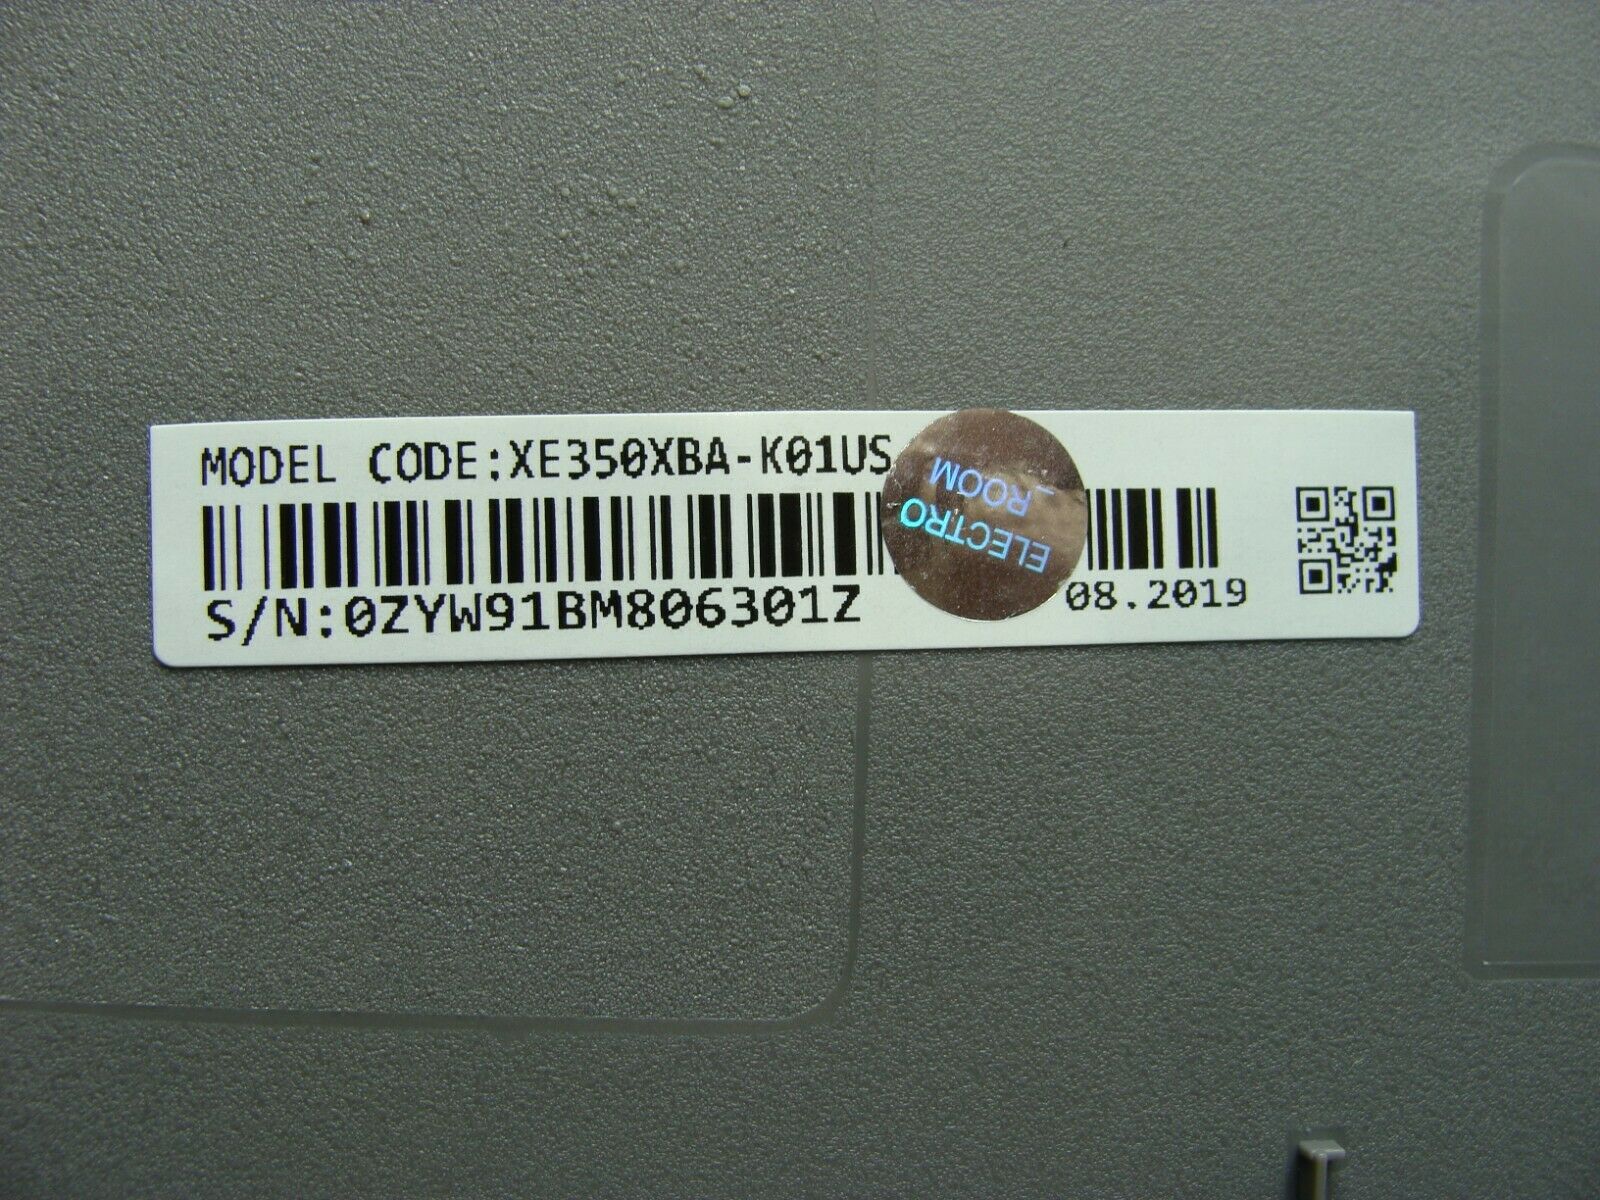 MODEL CODE:XE350XBA-K01US
S/N:0ZYW91BM806301Z
08.2019
ELECTRO
_ROOM